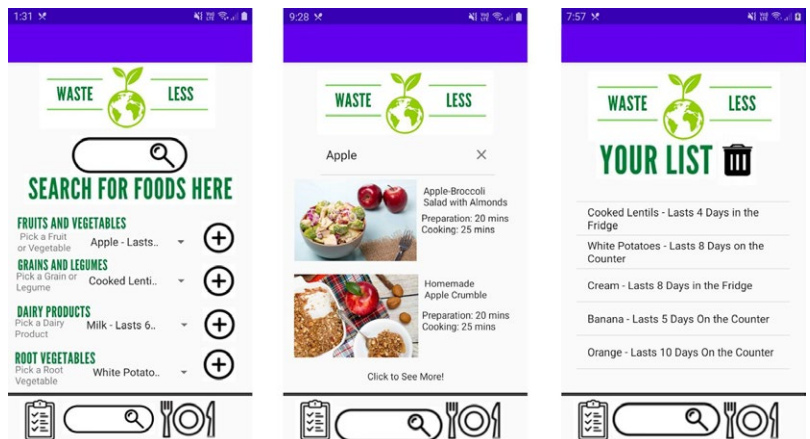 1:31
WASTE LESS
SEARCH FOR FOODS HERE
FRUITS AND VEGETABLES
Pick a Fruit
or Vegetable
Apple - Lasts..
GRAINS AND LEGUMES
Pick a Grain or
Legume
Cooked Lenti..
DAIRY PRODUCTS
Pick a Dairy
Product
Milk - Lasts 6..
ROOT VEGETABLES
Pick a Root
Vegetable
White Potato..
9:28
WASTE LESS
Apple
Apple-Broccoli
Salad with Almonds
Preparation: 20 mins
Cooking: 25 mins
Homemade
Apple Crumble
Preparation: 20 mins
Cooking: 25 mins
Click to See More!
7:57
WASTE LESS
YOUR LIST
Cooked Lentils - Lasts 4 Days in the
Fridge
White Potatoes - Lasts 8 Days on the
Counter
Cream - Lasts 8 Days in the Fridge
Banana - Lasts 5 Days On the Counter
Orange - Lasts 10 Days On the Counter